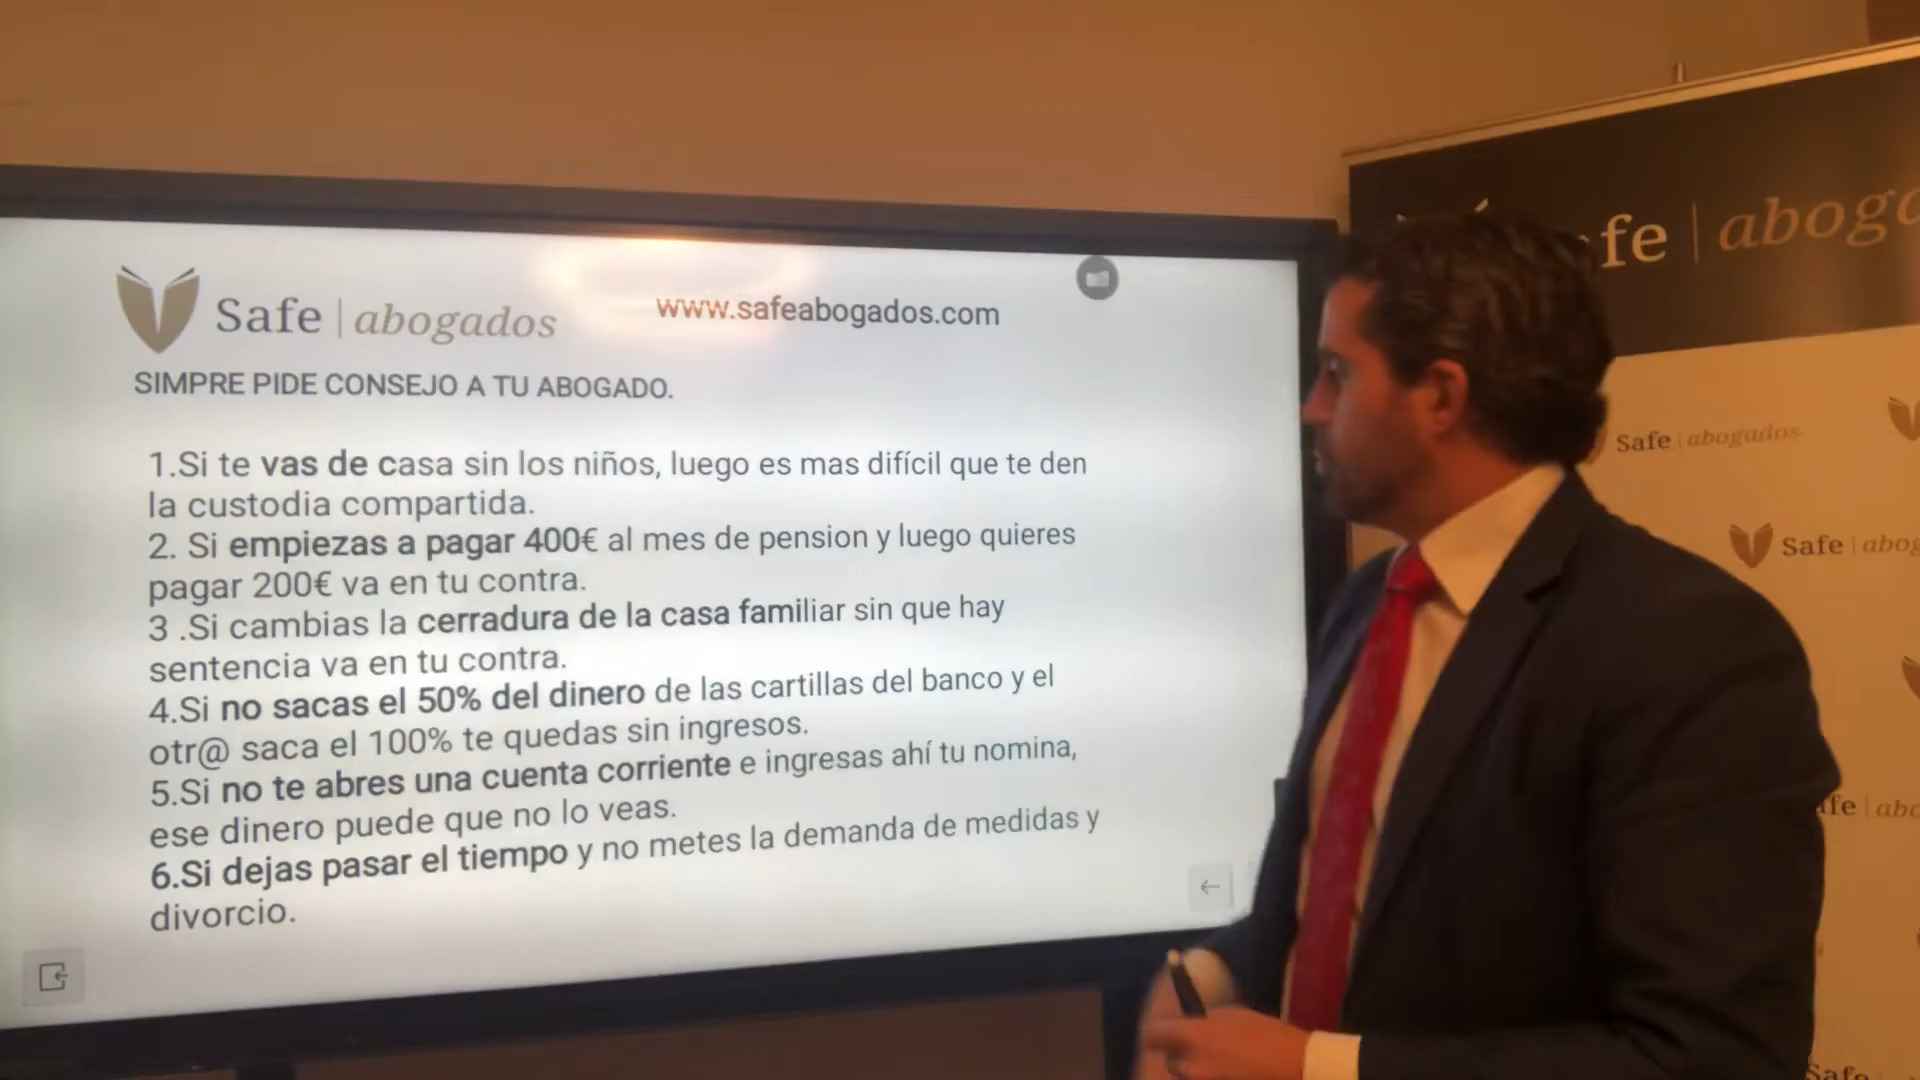 Safe | abogados
www.safeabogados.com
SIMPRE PIDE CONSEJO A TU ABOGADO.
1.Si te vas de casa sin los niños, luego es mas difícil que te den
la custodia compartida.
2. Si empiezas a pagar 400€ al mes de pension y luego quieres
pagar 200€ va en tu contra.
3 .Si cambias la cerradura de la casa familiar sin que hay
sentencia va en tu contra.
4.Si no sacas el 50% del dinero de las cartillas del banco y el
otr@ saca el 100% te quedas sin ingresos.
5.Si no te abres una cuenta corriente e ingresas ahí tu nomina,
ese dinero puede que no lo veas.
6.Si dejas pasar el tiempo y no metes la demanda de medidas y
divorcio.
fe | aboga
Safe | abogados
Safe | abog
afe | abo
Safe